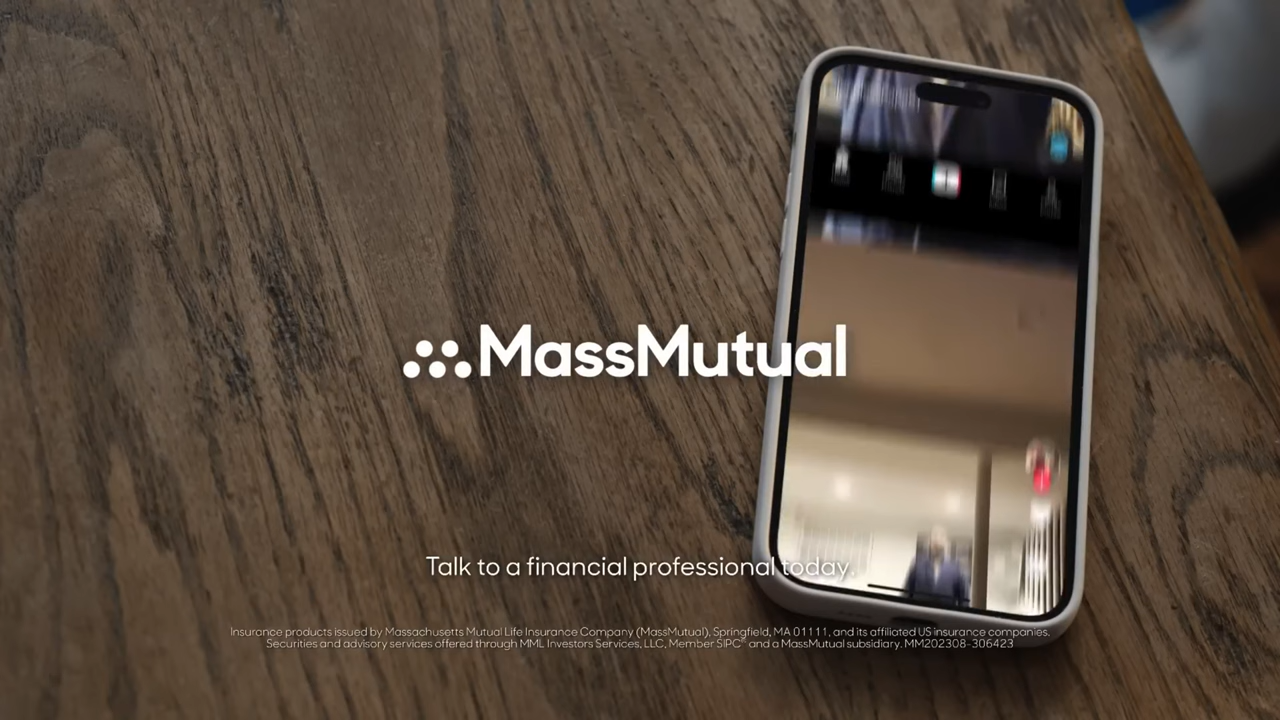 MassMutual
Talk to a financial professional today.
Insurance products issued by Massachusetts Mutual Life Insurance Company (MassMutual), Springfield, MA 01111, and its affiliated US insurance companies.
Securities and advisory services offered through MML Investors Services, LLC, Member SIPC® and a MassMutual subsidiary. MM202308-306423